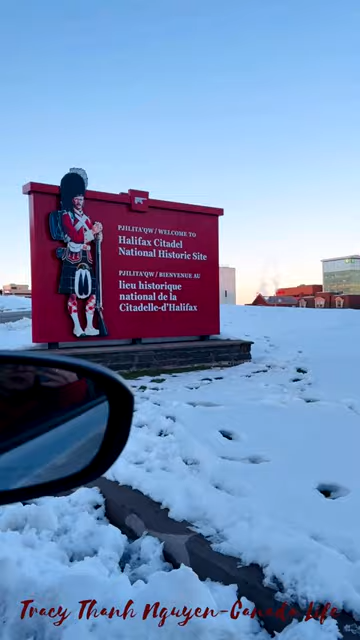 PJILITA'QW / WELCOME TO
Halifax Citadel
National Historic Site
PJILITA'QW / BIENVENUE AU
lieu historique
national de la
Citadelle-d'Halifax
Tracy Thanh Nguyen-Canada Life